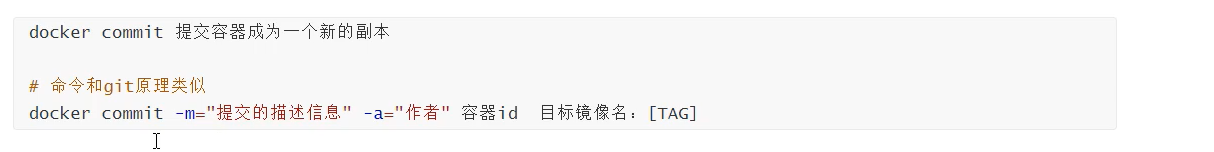 docker commit 提交容器成为一个新的副本
# 命令和git原理类似
docker commit -m="提交的描述信息" -a="作者" 容器id 目标镜像名：[TAG]